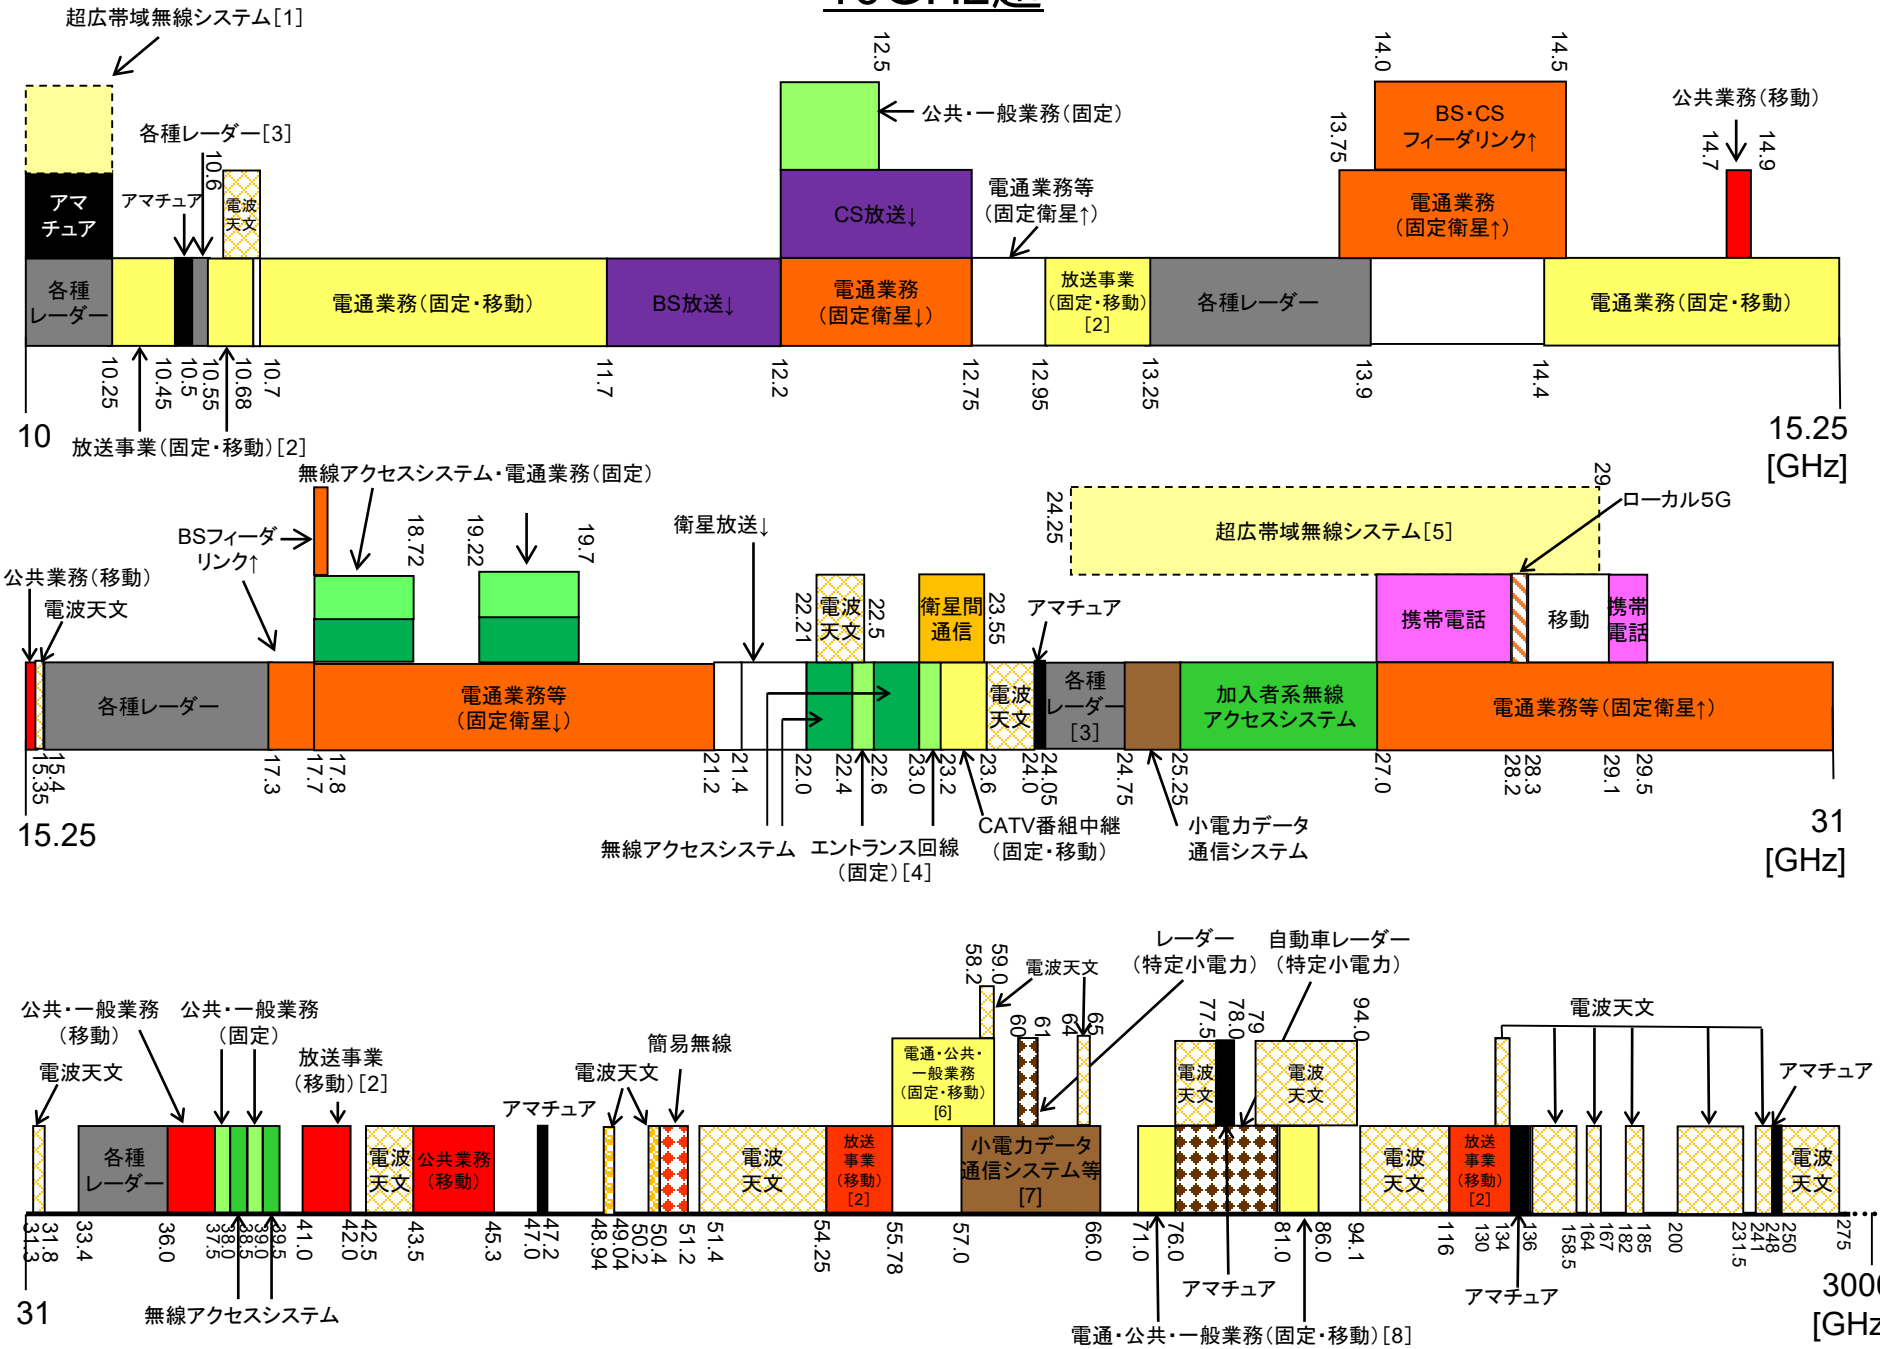 超広帯域無線システム[1]
各種レーダー[3]
アマチュア
10.6
電波
天文
アマ
チュア
各種
レーダー
電通業務(固定・移動)
BS放送↓
12.5
公共・一般業務(固定)
CS放送↓
電通業務
(固定衛星↓)
電通業務等
(固定衛星↑)
放送事業
(固定・移動)
[2]
各種レーダー
13.75
14.0
14.5
BS・CS
フィーダリンク↑
電通業務
(固定衛星↑)
公共業務(移動)
14.7
14.9
電通業務(固定・移動)
10.25
10.45
10.5
10.55
10.68
10.7
11.7
12.2
12.75
12.95
13.25
13.9
14.4
10
放送事業(固定・移動)[2]
15.25
[GHz]
無線アクセスシステム・電通業務(固定)
BSフィーダ
リンク↑
18.72
19.22
19.7
衛星放送↓
24.25
29
超広帯域無線システム[5]
ローカル5G
公共業務(移動)
電波天文
22.21
電波
天文
22.5
衛星間
通信
23.55
アマチュア
携帯電話
移動
携帯
電話
各種レーダー
電通業務等
(固定衛星↓)
電波
天文
各種
レーダー
[3]
加入者系無線
アクセスシステム
電通業務等(固定衛星↑)
15.35
15.4
17.3
17.7
17.8
21.2
21.4
22.0
22.4
22.6
23.0
23.2
23.6
24.0
24.05
24.75
25.25
27.0
28.2
28.3
29.1
29.5
15.25
無線アクセスシステム
エントランス回線
(固定)[4]
CATV番組中継
(固定・移動)
小電力データ
通信システム
31
[GHz]
公共・一般業務
(移動)
公共・一般業務
(固定)
電波天文
放送事業
(移動)[2]
アマチュア
電波天文
簡易無線
58.2
59.0
電波天文
レーダー
(特定小電力)
自動車レーダー
(特定小電力)
電通・公共・
一般業務
(固定・移動)
[6]
60
61
64
65
77.5
78.0
79
94.0
電波
天文
電波
天文
電波天文
アマチュア
各種
レーダー
電波
天文
公共業務
(移動)
電波
天文
放送
事業
(移動)
[2]
小電力データ
通信システム等
[7]
電波
天文
放送
事業
(移動)
[2]
電波
天文
31.3
31.8
33.4
36.0
37.5
38.0
38.5
39.0
39.5
41.0
42.0
42.5
43.5
45.3
47.0
47.2
48.94
49.04
50.2
50.4
51.2
51.4
54.25
55.78
57.0
66.0
71.0
76.0
81.0
86.0
94.1
116
130
134
136
158.5
164
167
182
185
200
231.5
241
248
250
275
31
無線アクセスシステム
アマチュア
電通・公共・一般業務(固定・移動)[8]
アマチュア